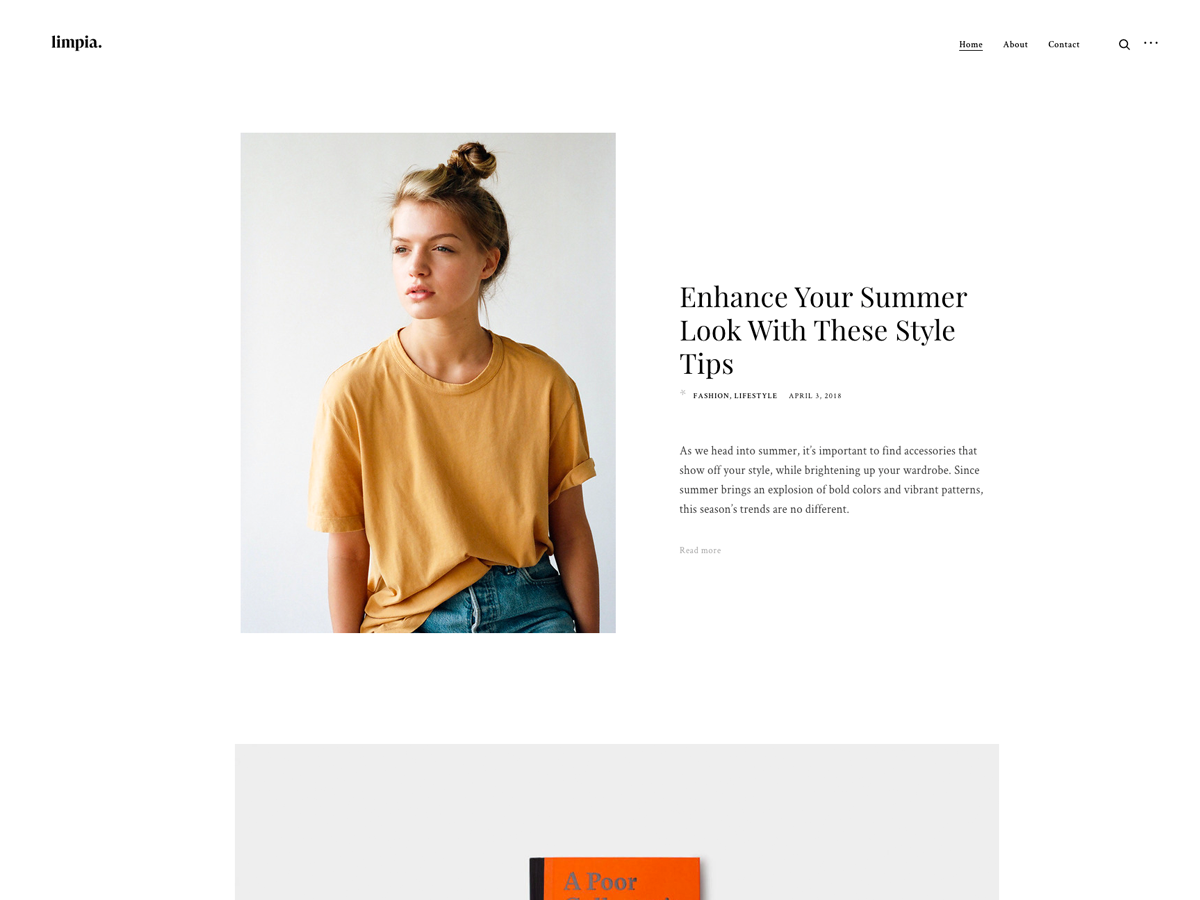 limpia.
Home About Contact
Enhance Your Summer
Look With These Style
Tips
FASHION, LIFESTYLE APRIL 3, 2018
As we head into summer, it's important to find accessories that
show off your style, while brightening up your wardrobe. Since
summer brings an explosion of bold colors and vibrant patterns,
this season's trends are no different.
Read more
A Poor